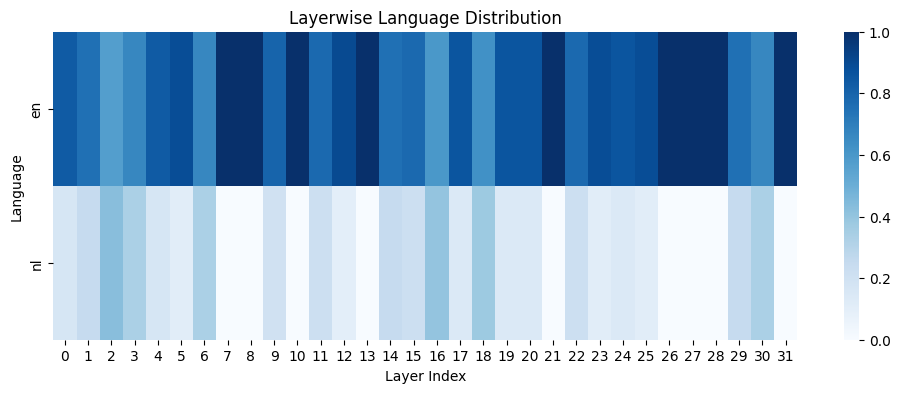 Layerwise Language Distribution
1.0
en
0.8
0.6
Language
0.4
nl
0.2
0.0
0 1 2 3 4 5 6 7 8 9 10 11 12 13 14 15 16 17 18 19 20 21 22 23 24 25 26 27 28 29 30 31
Layer Index